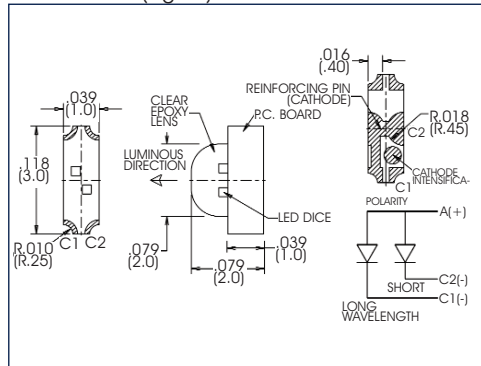 .039
(1.0)
.118
(3.0)
R.010
(R.25)
C1 C2
CLEAR
EPOXY
LENS
LUMINOUS
DIRECTION
P.C. BOARD
LED DICE
.079
(2.0)
.079
(2.0)
.039
(1.0)
.016
(.40)
REINFORCING PIN
(CATHODE)
R.018
(R.45)
C2
C1
CATHODE
INTENSIFICA-
POLARITY
A(+)
C2(-)
SHORT
C1(-)
LONG
WAVELENGTH